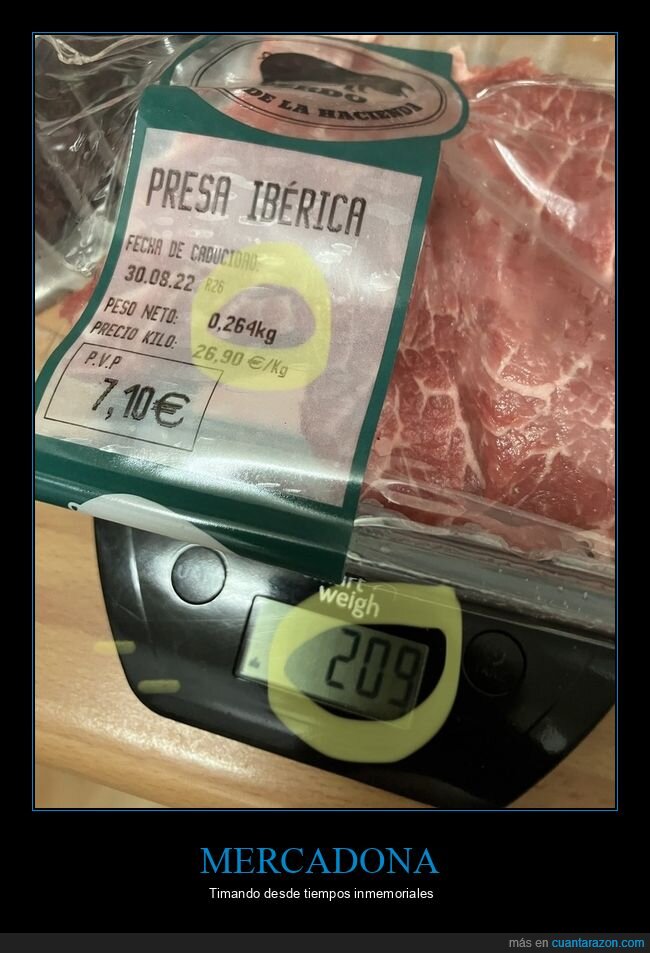 DE LA HACIENDA
PRESA IBÉRICA
FECHA DE CADUCIDAD:
30.08.22 R26
PESO NETO: 0,264kg
PRECIO KILO: 26,90 €/Kg
P.V.P
7,10€
weigh
209
MERCADONA
Timando desde tiempos inmemoriales
más en cuantarazon.com